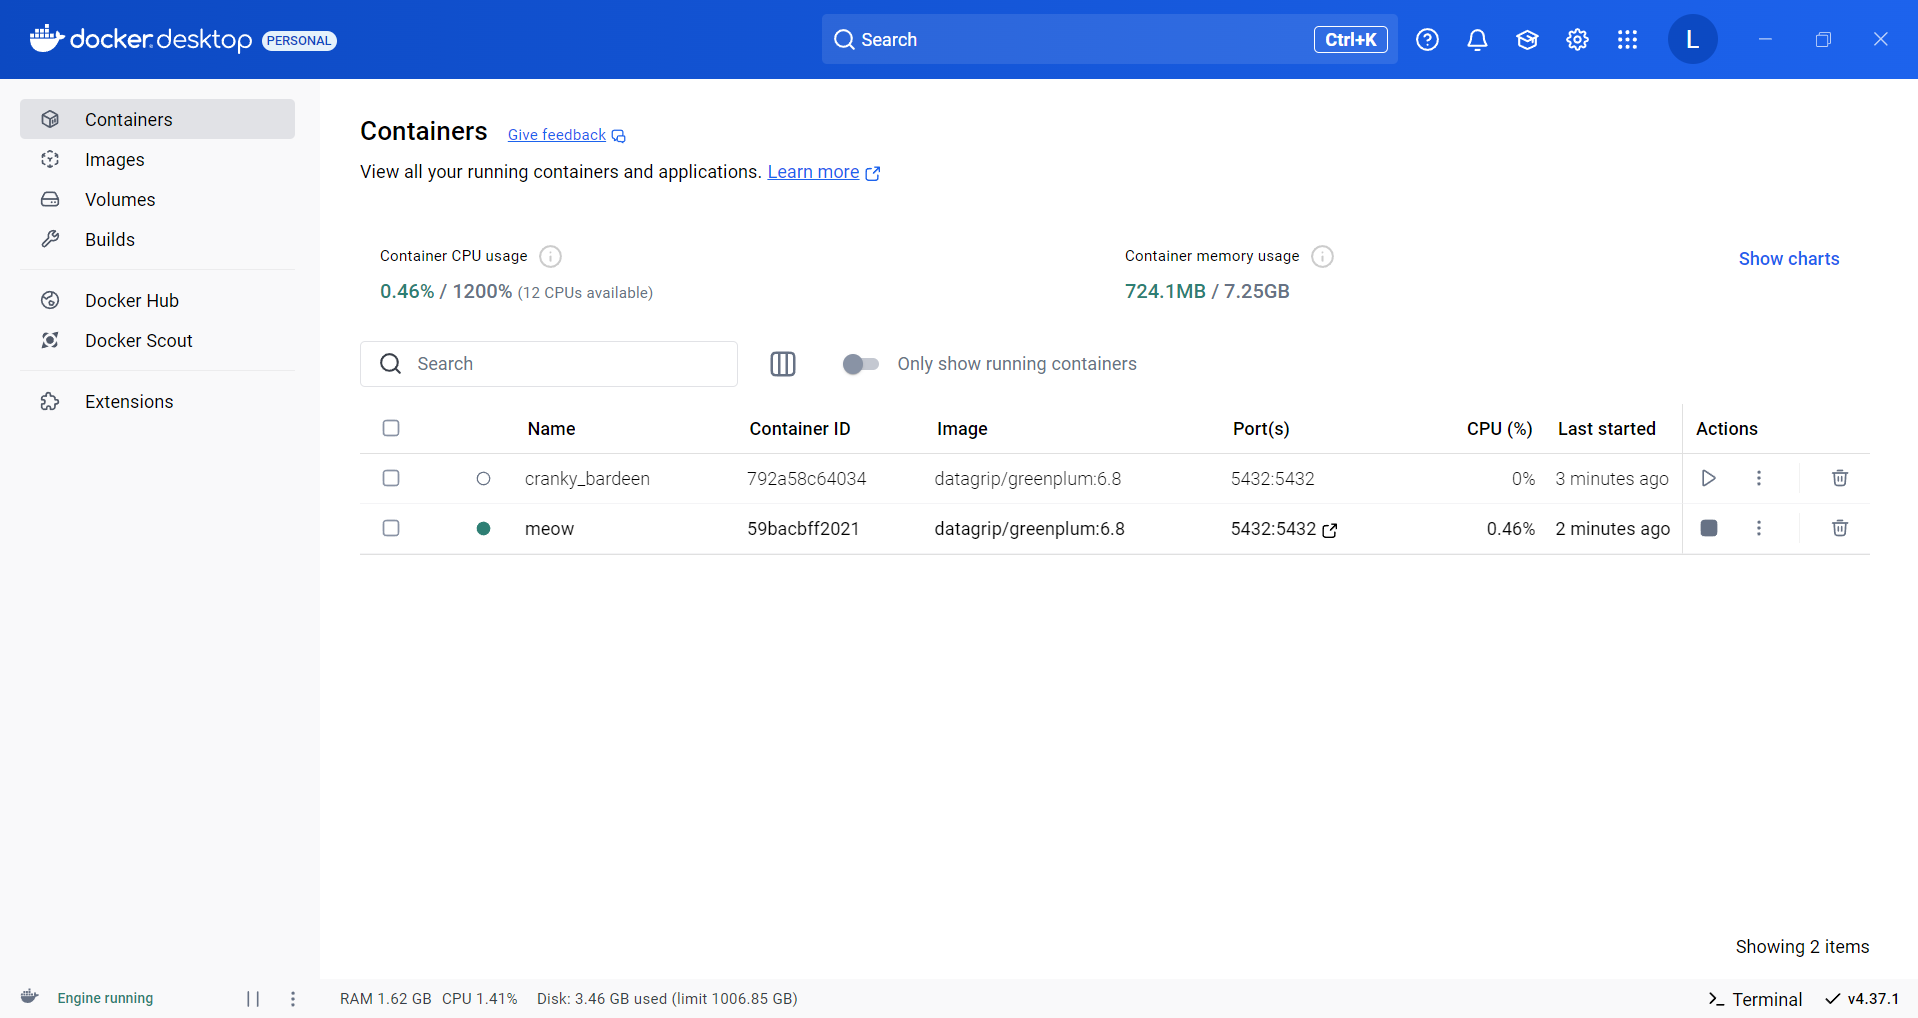 docker.desktop PERSONAL
Search Ctrl+K
L
Containers
Images
Volumes
Builds
Docker Hub
Docker Scout
Extensions
Containers Give feedback
View all your running containers and applications. Learn more
Container CPU usage
0.46% / 1200% (12 CPUs available)
Container memory usage
724.1MB / 7.25GB
Show charts
Search
Only show running containers
Name Container ID Image Port(s) CPU (%) Last started Actions
cranky_bardeen 792a58c64034 datagrip/greenplum:6.8 5432:5432 0% 3 minutes ago
meow 59bacbff2021 datagrip/greenplum:6.8 5432:5432 0.46% 2 minutes ago
Showing 2 items
Engine running RAM 1.62 GB CPU 1.41% Disk: 3.46 GB used (limit 1006.85 GB) Terminal v4.37.1